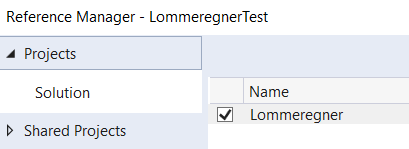 Reference Manager - LommeregnerTest
Projects
Solution
Shared Projects
Name
Lommeregner